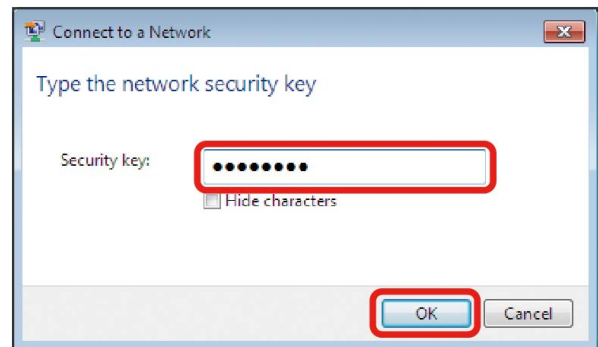 Connect to a Network
Type the network security key
Security key: ●●●●●●●●
Hide characters
OK Cancel